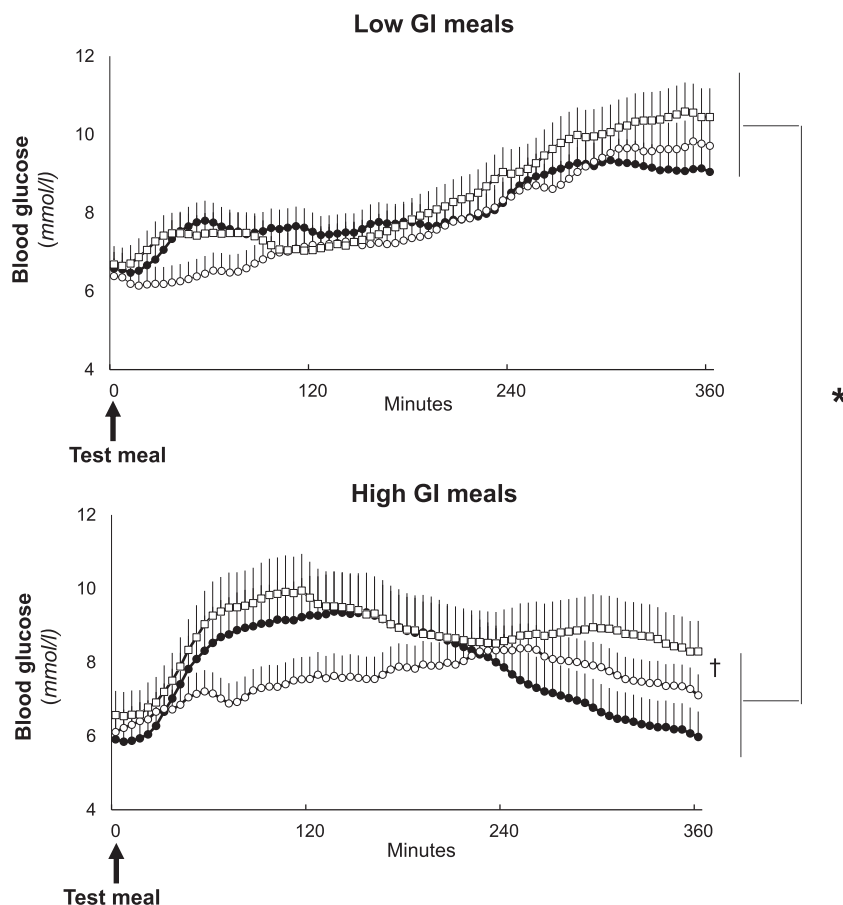 Low GI meals
12
10
8
6
4
Blood glucose
(mmol/l)
0 120 240 360
Minutes
Test meal
*
High GI meals
12
10
8
6
4
Blood glucose
(mmol/l)
†
0 120 240 360
Minutes
Test meal